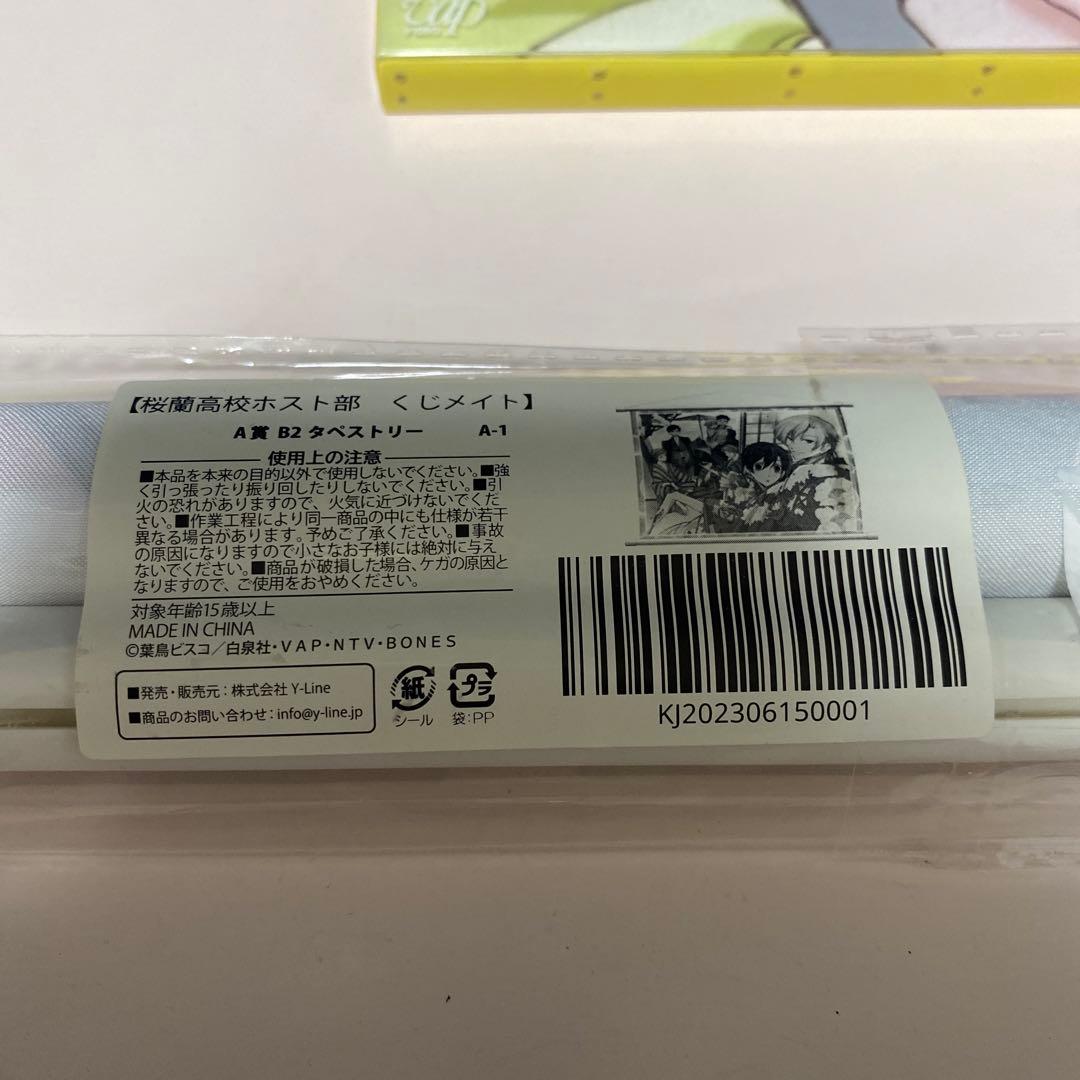 vap
【桜蘭高校ホスト部　くじメイト】
A賞 B2 タペストリー　A-1
使用上の注意
■本品を本来の目的以外で使用しないでください。■強
く引っ張ったり振り回したりしないでください。■引
火の恐れがありますので、火気に近づけないでくだ
さい。■作業工程により同一商品の中にも仕様が若干
異なる場合があります。予めご了承ください。■事故
の原因になりますので小さなお子様には絶対に与え
ないでください。■商品が破損した場合、ケガの原因と
なりますので、ご使用をおやめください。
対象年齢15歳以上
MADE IN CHINA
©葉鳥ビスコ／白泉社・VAP・NTV・BONES
■発売・販売元：株式会社 Y-Line
■商品のお問い合わせ：info@y-line.jp
紙
シール
プラ
袋：PP
KJ202306150001